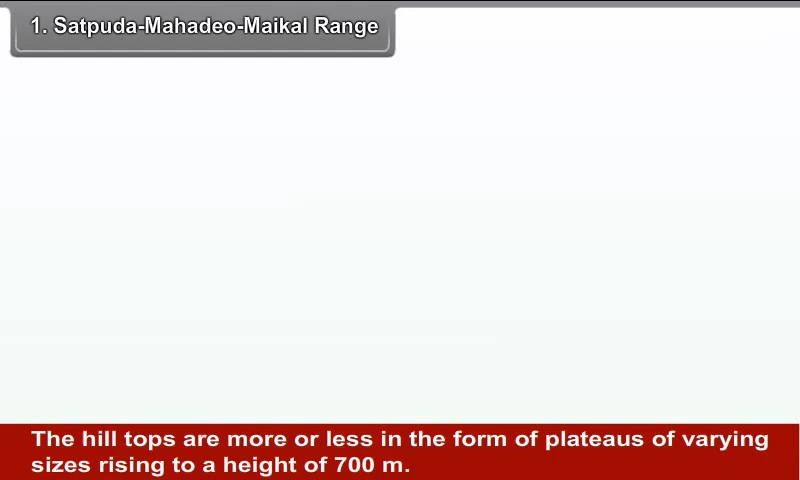 1. Satpuda-Mahadeo-Maikal Range
The hill tops are more or less in the form of plateaus of varying
sizes rising to a height of 700 m.